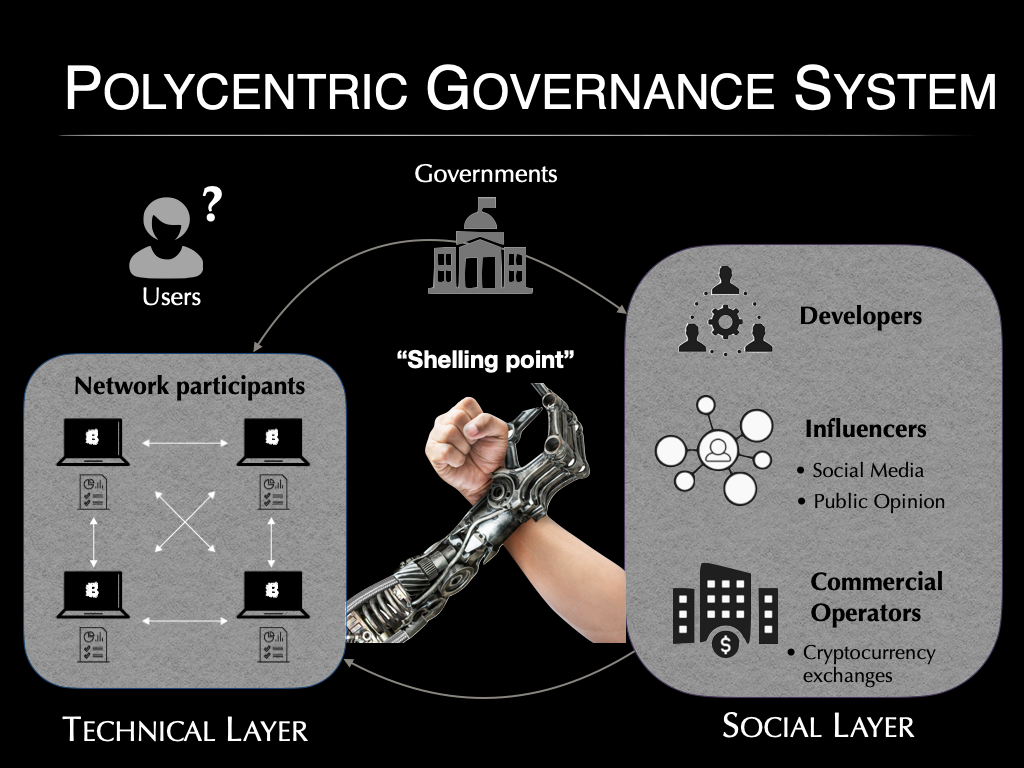 POLYCENTRIC GOVERNANCE SYSTEM
Governments
?
Users
“Shelling point”
Network participants
Developers
Influencers
• Social Media
• Public Opinion
Commercial
Operators
$
• Cryptocurrency
exchanges
TECHNICAL LAYER
SOCIAL LAYER